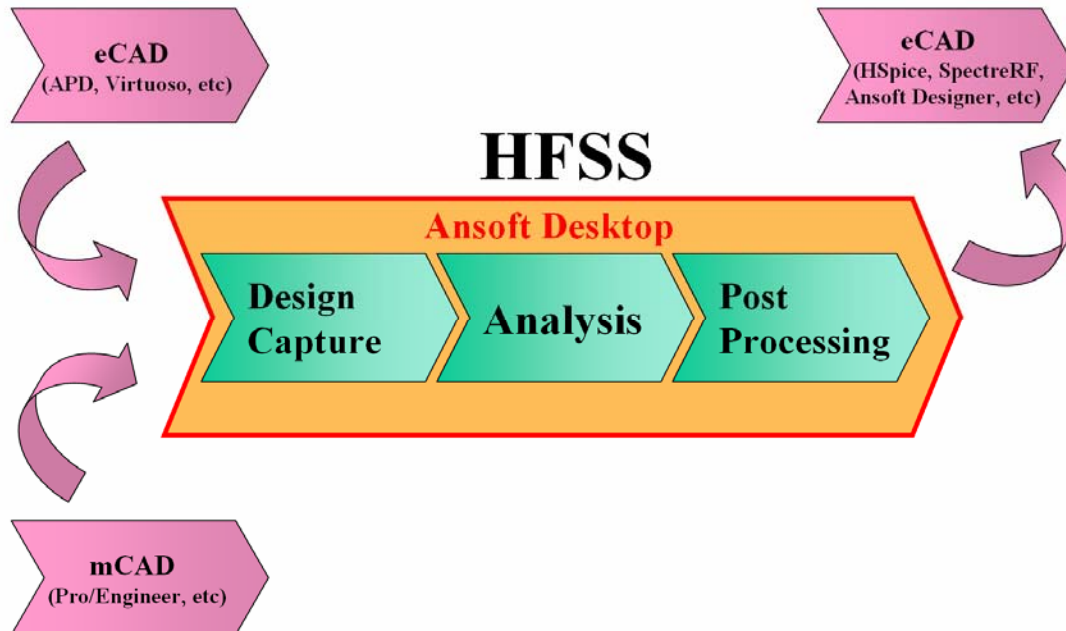 eCAD
(APD, Virtuoso, etc)
eCAD
(HSpice, SpectreRF,
Ansoft Designer, etc)
HFSS
Ansoft Desktop
Design
Capture
Analysis
Post
Processing
mCAD
(Pro/Engineer, etc)